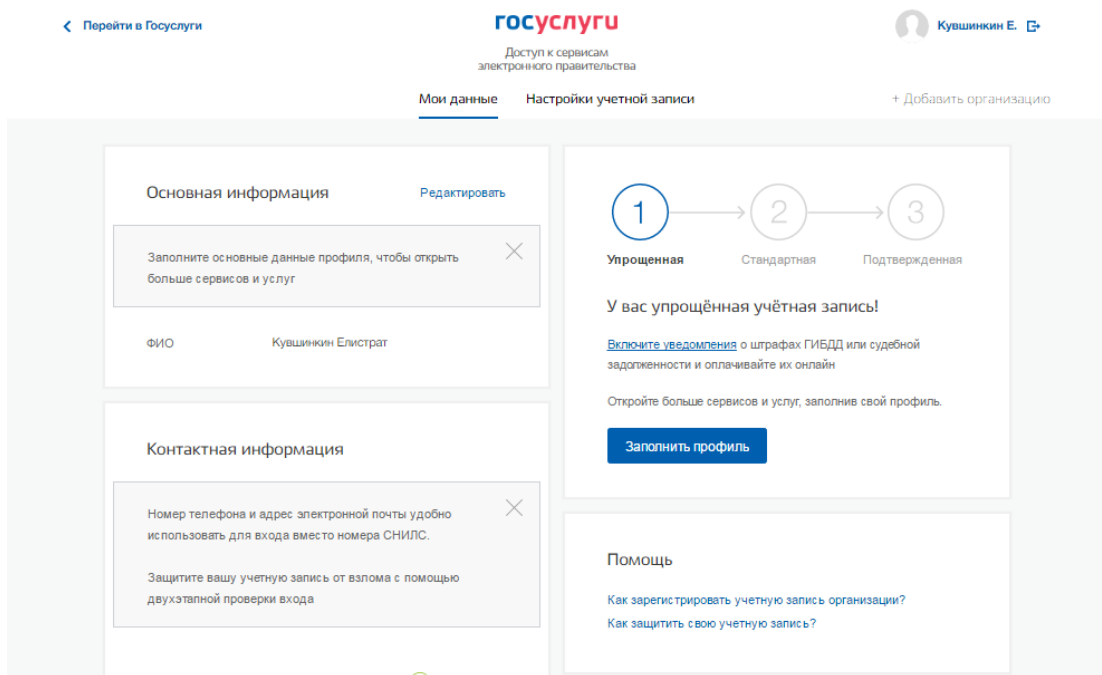 Перейти в Госуслуги
госуслуги
Кувшинкин Е.
Доступ к сервисам
электронного правительства
Мои данные
Настройки учетной записи
+ Добавить организацию
Основная информация
Редактировать
Заполните основные данные профиля, чтобы открыть
больше сервисов и услуг
ФИО
Кувшинкин Елистрат
Контактная информация
Номер телефона и адрес электронной почты удобно
использовать для входа вместо номера СНИЛС.
Защитите вашу учетную запись от взлома с помощью
двухэтапной проверки входа
1
2
3
Упрощенная
Стандартная
Подтвержденная
У вас упрощённая учётная запись!
Включите уведомления о штрафах ГИБДД или судебной
задолженности и оплачивайте их онлайн
Откройте больше сервисов и услуг, заполнив свой профиль.
Заполнить профиль
Помощь
Как зарегистрировать учетную запись организации?
Как защитить свою учетную запись?